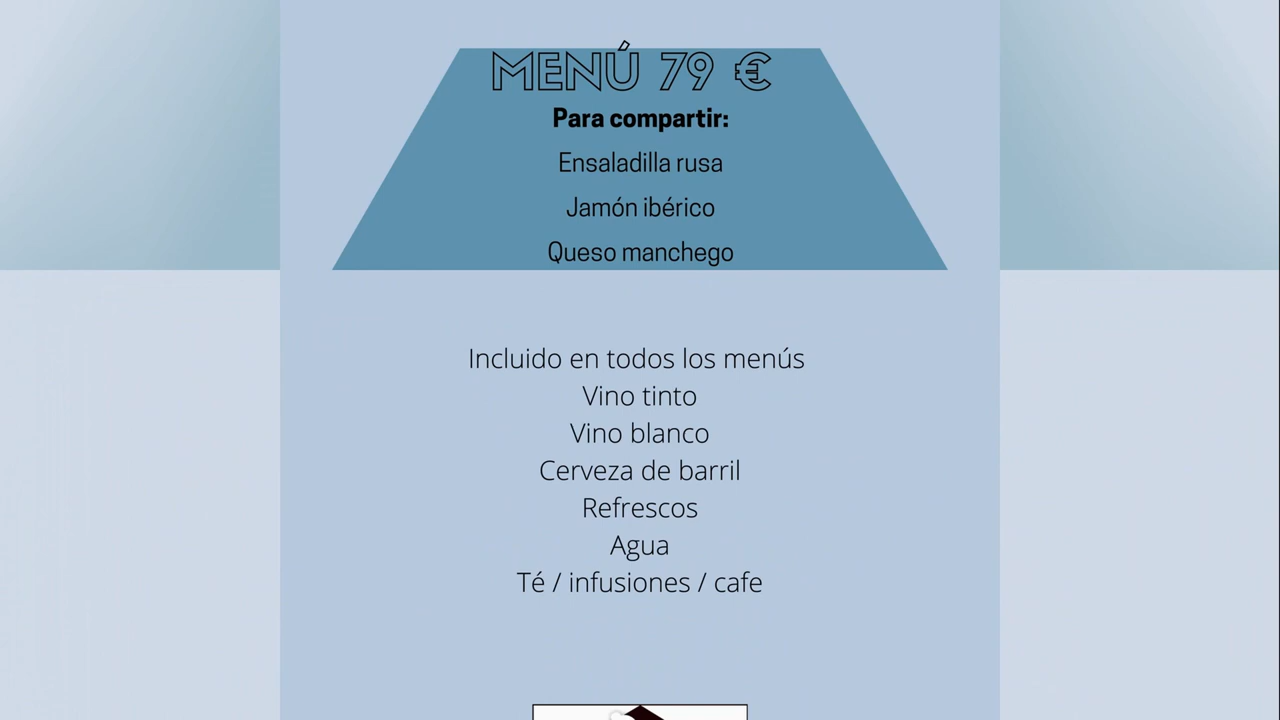 MENÚ 79 €
Para compartir:
Ensaladilla rusa
Jamón ibérico
Queso manchego
Incluido en todos los menús
Vino tinto
Vino blanco
Cerveza de barril
Refrescos
Agua
Té / infusiones / cafe